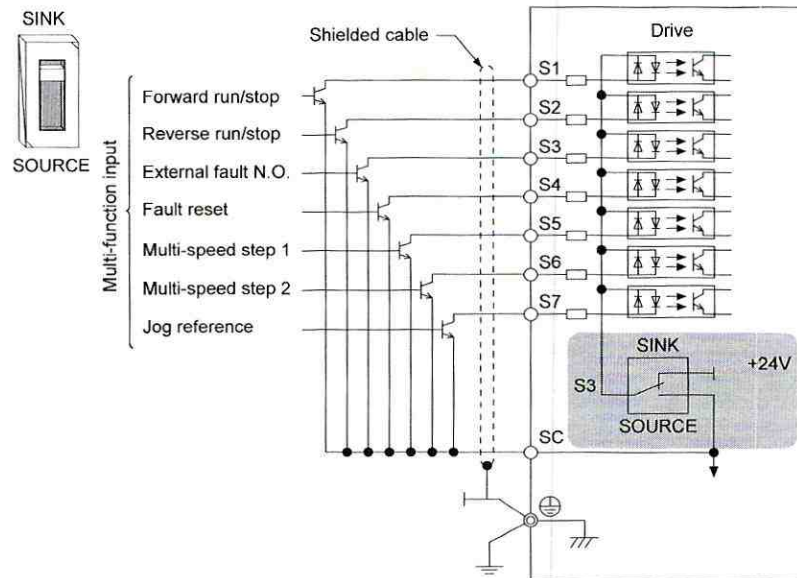 SINK
SOURCE
Multi-function input
Forward run/stop
Reverse run/stop
External fault N.O.
Fault reset
Multi-speed step 1
Multi-speed step 2
Jog reference
Shielded cable
Drive
S1
S2
S3
S4
S5
S6
S7
SINK
+24V
S3
SOURCE
SC